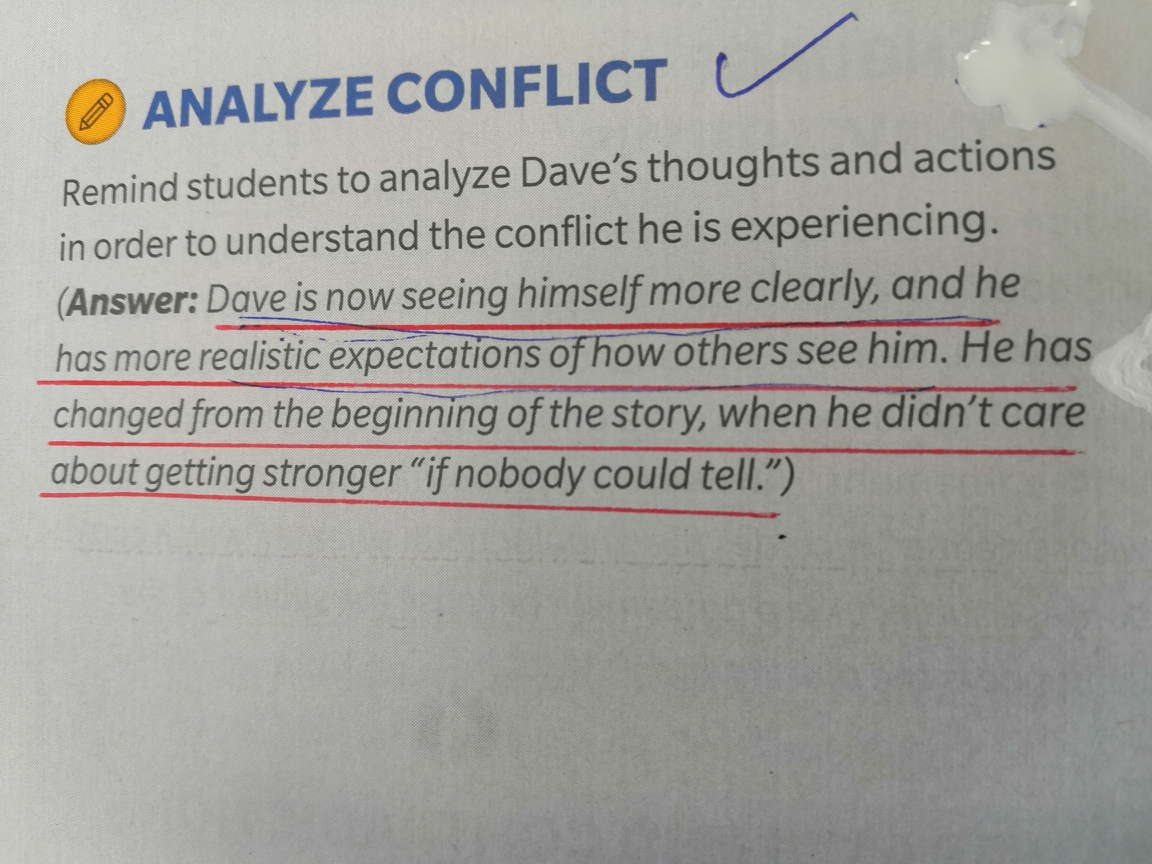 ANALYZE CONFLICT
Remind students to analyze Dave’s thoughts and actions
in order to understand the conflict he is experiencing.
(Answer: Dave is now seeing himself more clearly, and he
has more realistic expectations of how others see him. He has
changed from the beginning of the story, when he didn’t care
about getting stronger “if nobody could tell.”)